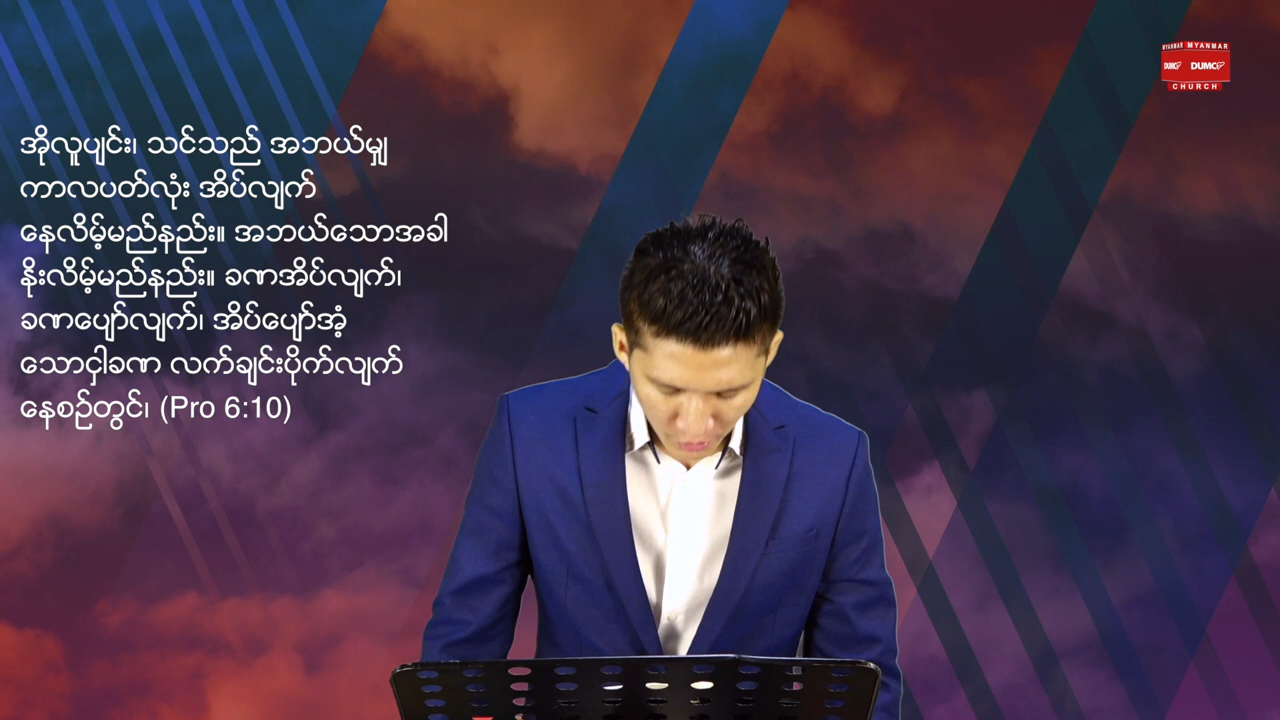 အိုလူပျင်း၊ သင်သည် အဘယ်မျှ
ကာလပတ်လုံး အိပ်လျက်
နေလိမ့်မည်နည်း။ အဘယ်သောအခါ
နိုးလိမ့်မည်နည်း။ ခဏအိပ်လျက်၊
ခဏပျော်လျက်၊ အိပ်ပျော်အံ့
သောငှါခဏ လက်ချင်းပိုက်လျက်
နေစဉ်တွင်၊ (Pro 6:10)
MYANMAR MYANMAR
DUMC DUMC
CHURCH